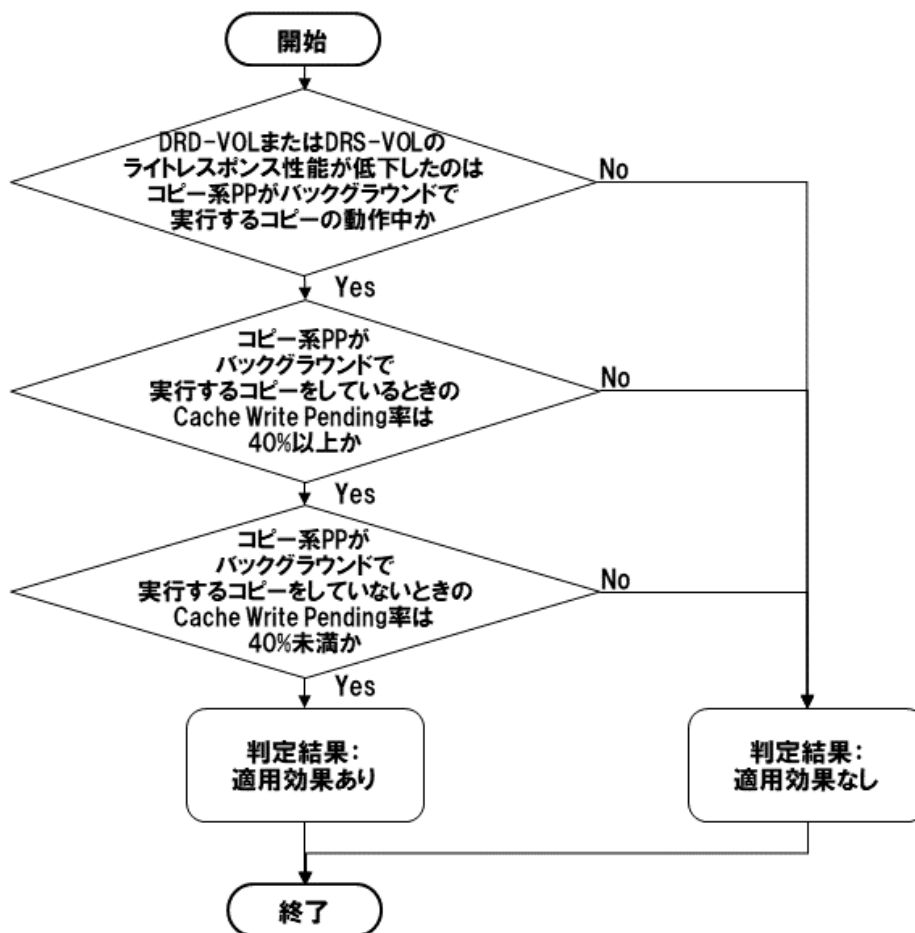 開始
DRD-VOLまたはDRS-VOLの
ライトレスポンス性能が低下したのは
コピー系PPがバックグラウンドで
実行するコピーの動作中か
No
Yes
コピー系PPが
バックグラウンドで
実行するコピーをしているときの
Cache Write Pending率は
40%以上か
No
Yes
コピー系PPが
バックグラウンドで
実行するコピーをしていないときの
Cache Write Pending率は
40%未満か
No
Yes
判定結果:
適用効果あり
判定結果:
適用効果なし
終了